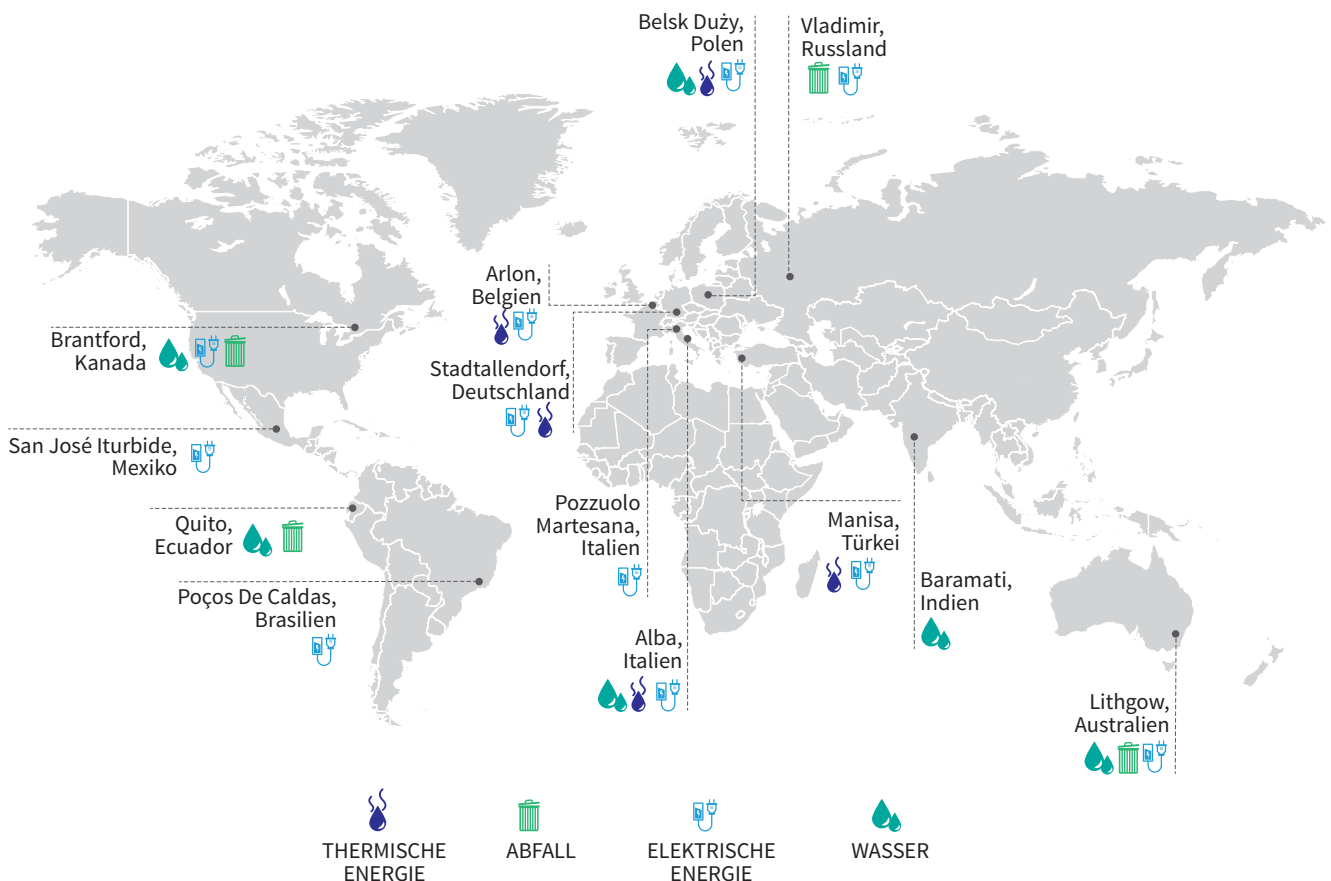 Belsk Duży,
Polen
Vladimir,
Russland
Arlon,
Belgien
Brantford,
Kanada
Stadtallendorf,
Deutschland
San José Iturbide,
Mexiko
Quito,
Ecuador
Pozzuolo
Martesana,
Italien
Manisa,
Türkei
Baramati,
Indien
Poços De Caldas,
Brasilien
Alba,
Italien
Lithgow,
Australien
THERMISCHE
ENERGIE
ABFALL
ELEKTRISCHE
ENERGIE
WASSER